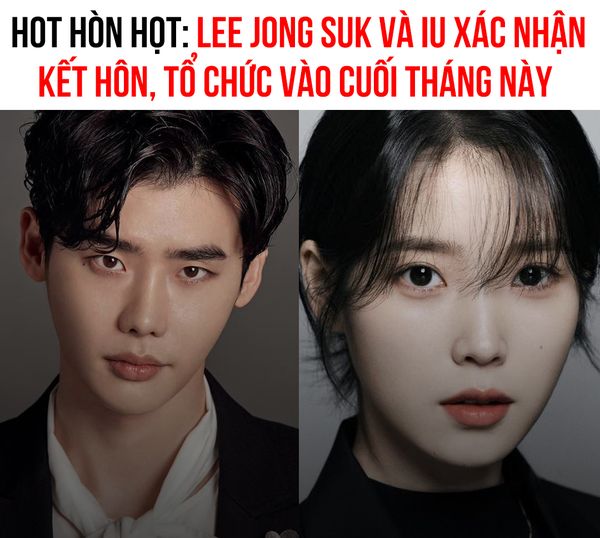 HOT HÒN HỌT: LEE JONG SUK VÀ IU XÁC NHẬN
KẾT HÔN, TỔ CHỨC VÀO CUỐI THÁNG NÀY